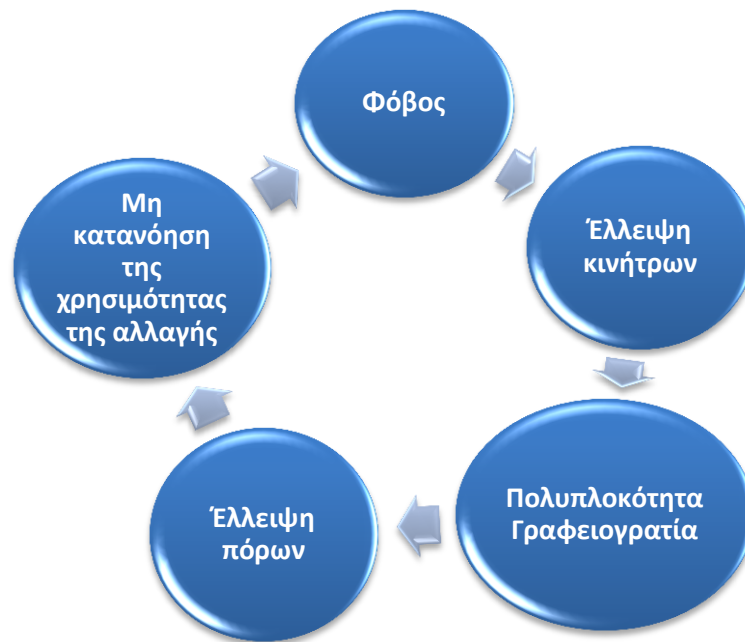 Φόβος
Έλλειψη
κινήτρων
Πολυπλοκότητα
Γραφειογρατία
Έλλειψη
πόρων
Μη
κατανόηση
της
χρησιμότητας
της αλλαγής